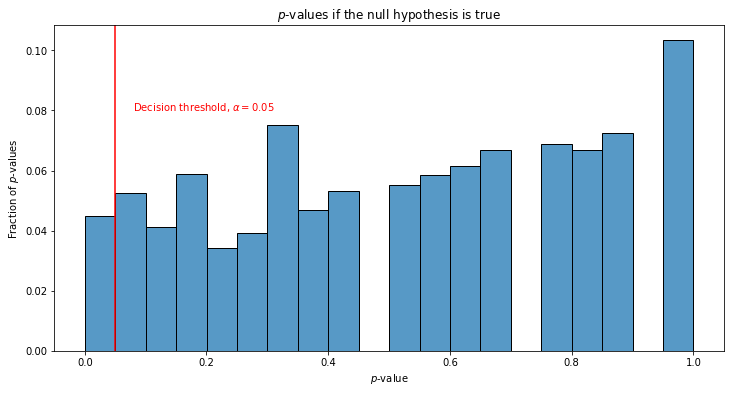 p-values if the null hypothesis is true
Decision threshold, α = 0.05
Fraction of p-values
0.10
0.08
0.06
0.04
0.02
0.00
0.0 0.2 0.4 0.6 0.8 1.0
p-value